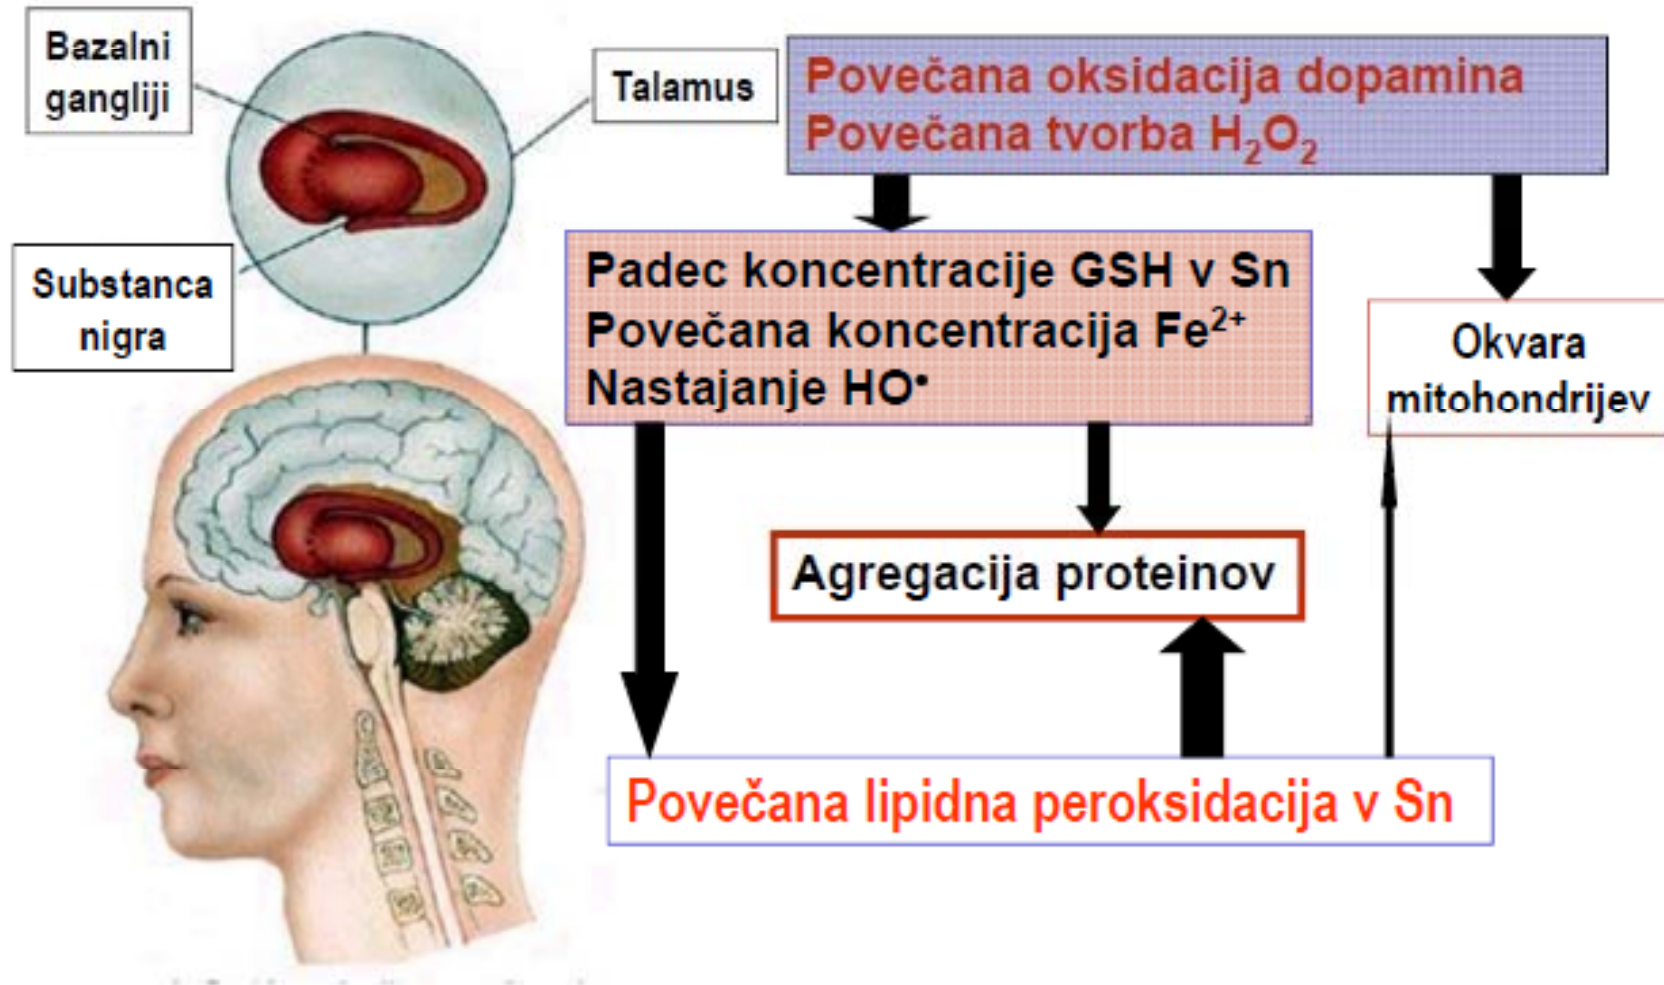 Bazalni
gangliji
Talamus
Substanca
nigra
Povečana oksidacija dopamina
Povečana tvorba H₂O₂
Padec koncentracije GSH v Sn
Povečana koncentracija Fe²⁺
Nastajanje HO•
Okvara
mitohondrijev
Agregacija proteinov
Povečana lipidna peroksidacija v Sn